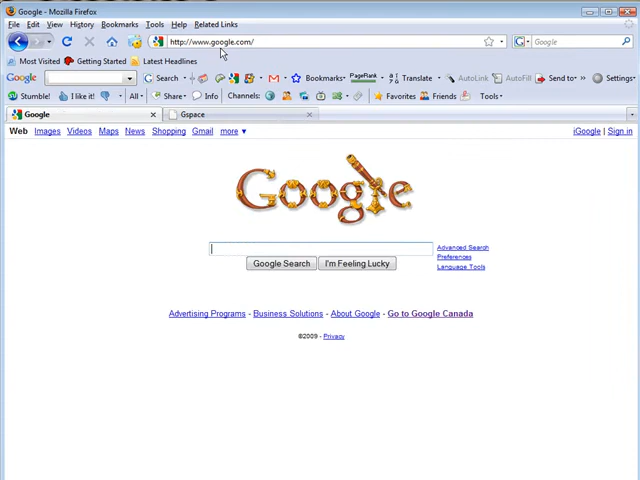 Google - Mozilla Firefox
File Edit View History Bookmarks Tools Help Related Links
http://www.google.com/ Google
Most Visited Getting Started Latest Headlines
Google Search Bookmarks PageRank Translate AutoLink AutoFill Send to Settings
Stumble! I like it! All Share Info Channels: Favorites Friends Tools
Google Gspace
Web Images Videos Maps News Shopping Gmail more iGoogle | Sign in
Google
Advanced Search
Preferences
Language Tools
Google Search I'm Feeling Lucky
Advertising Programs - Business Solutions - About Google - Go to Google Canada
©2009 - Privacy